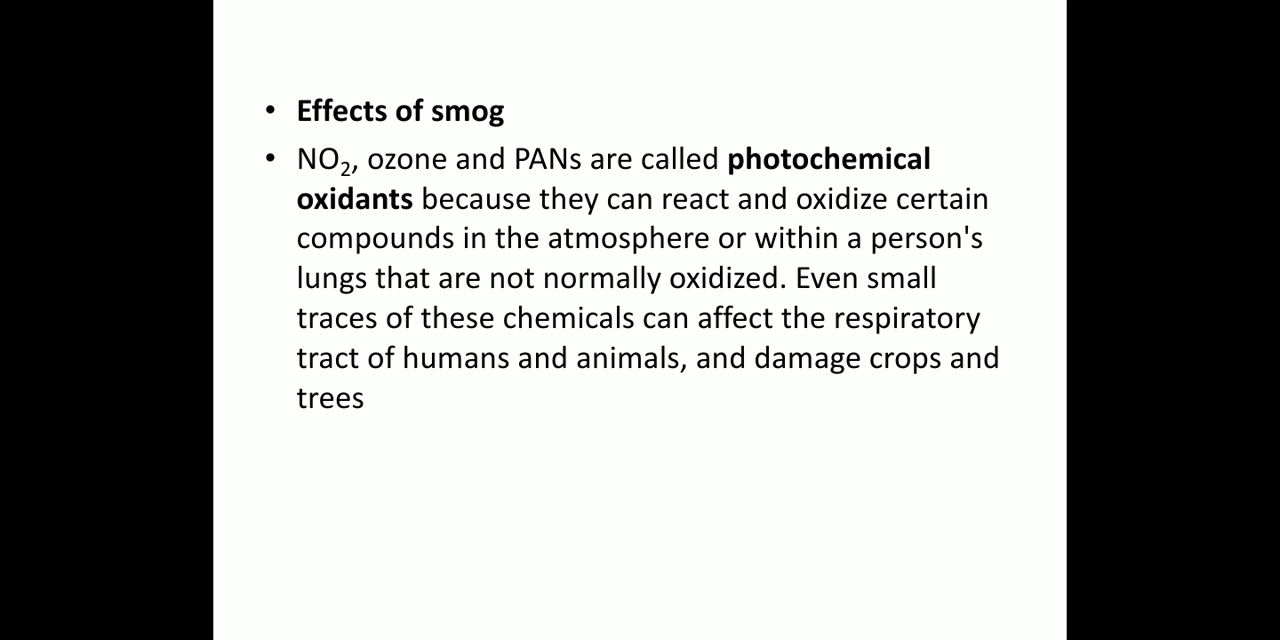 • Effects of smog
• NO₂, ozone and PANs are called photochemical
oxidants because they can react and oxidize certain
compounds in the atmosphere or within a person's
lungs that are not normally oxidized. Even small
traces of these chemicals can affect the respiratory
tract of humans and animals, and damage crops and
trees